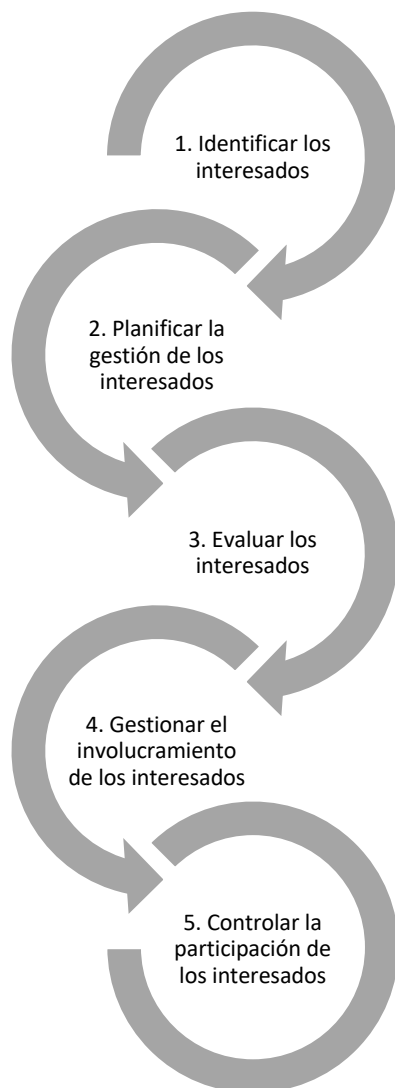 1. Identificar los
interesados
2. Planificar la
gestión de los
interesados
3. Evaluar los
interesados
4. Gestionar el
involucramiento
de los interesados
5. Controlar la
participación de
los interesados